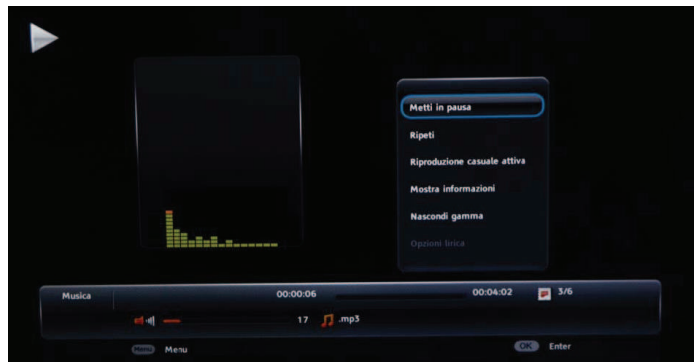 Metti in pausa
Ripeti
Riproduzione casuale attiva
Mostra informazioni
Nascondi gamma
Opzioni lirica
Musica 00:00:06 00:04:02 3/6
17 .mp3
Menu Menu OK Enter